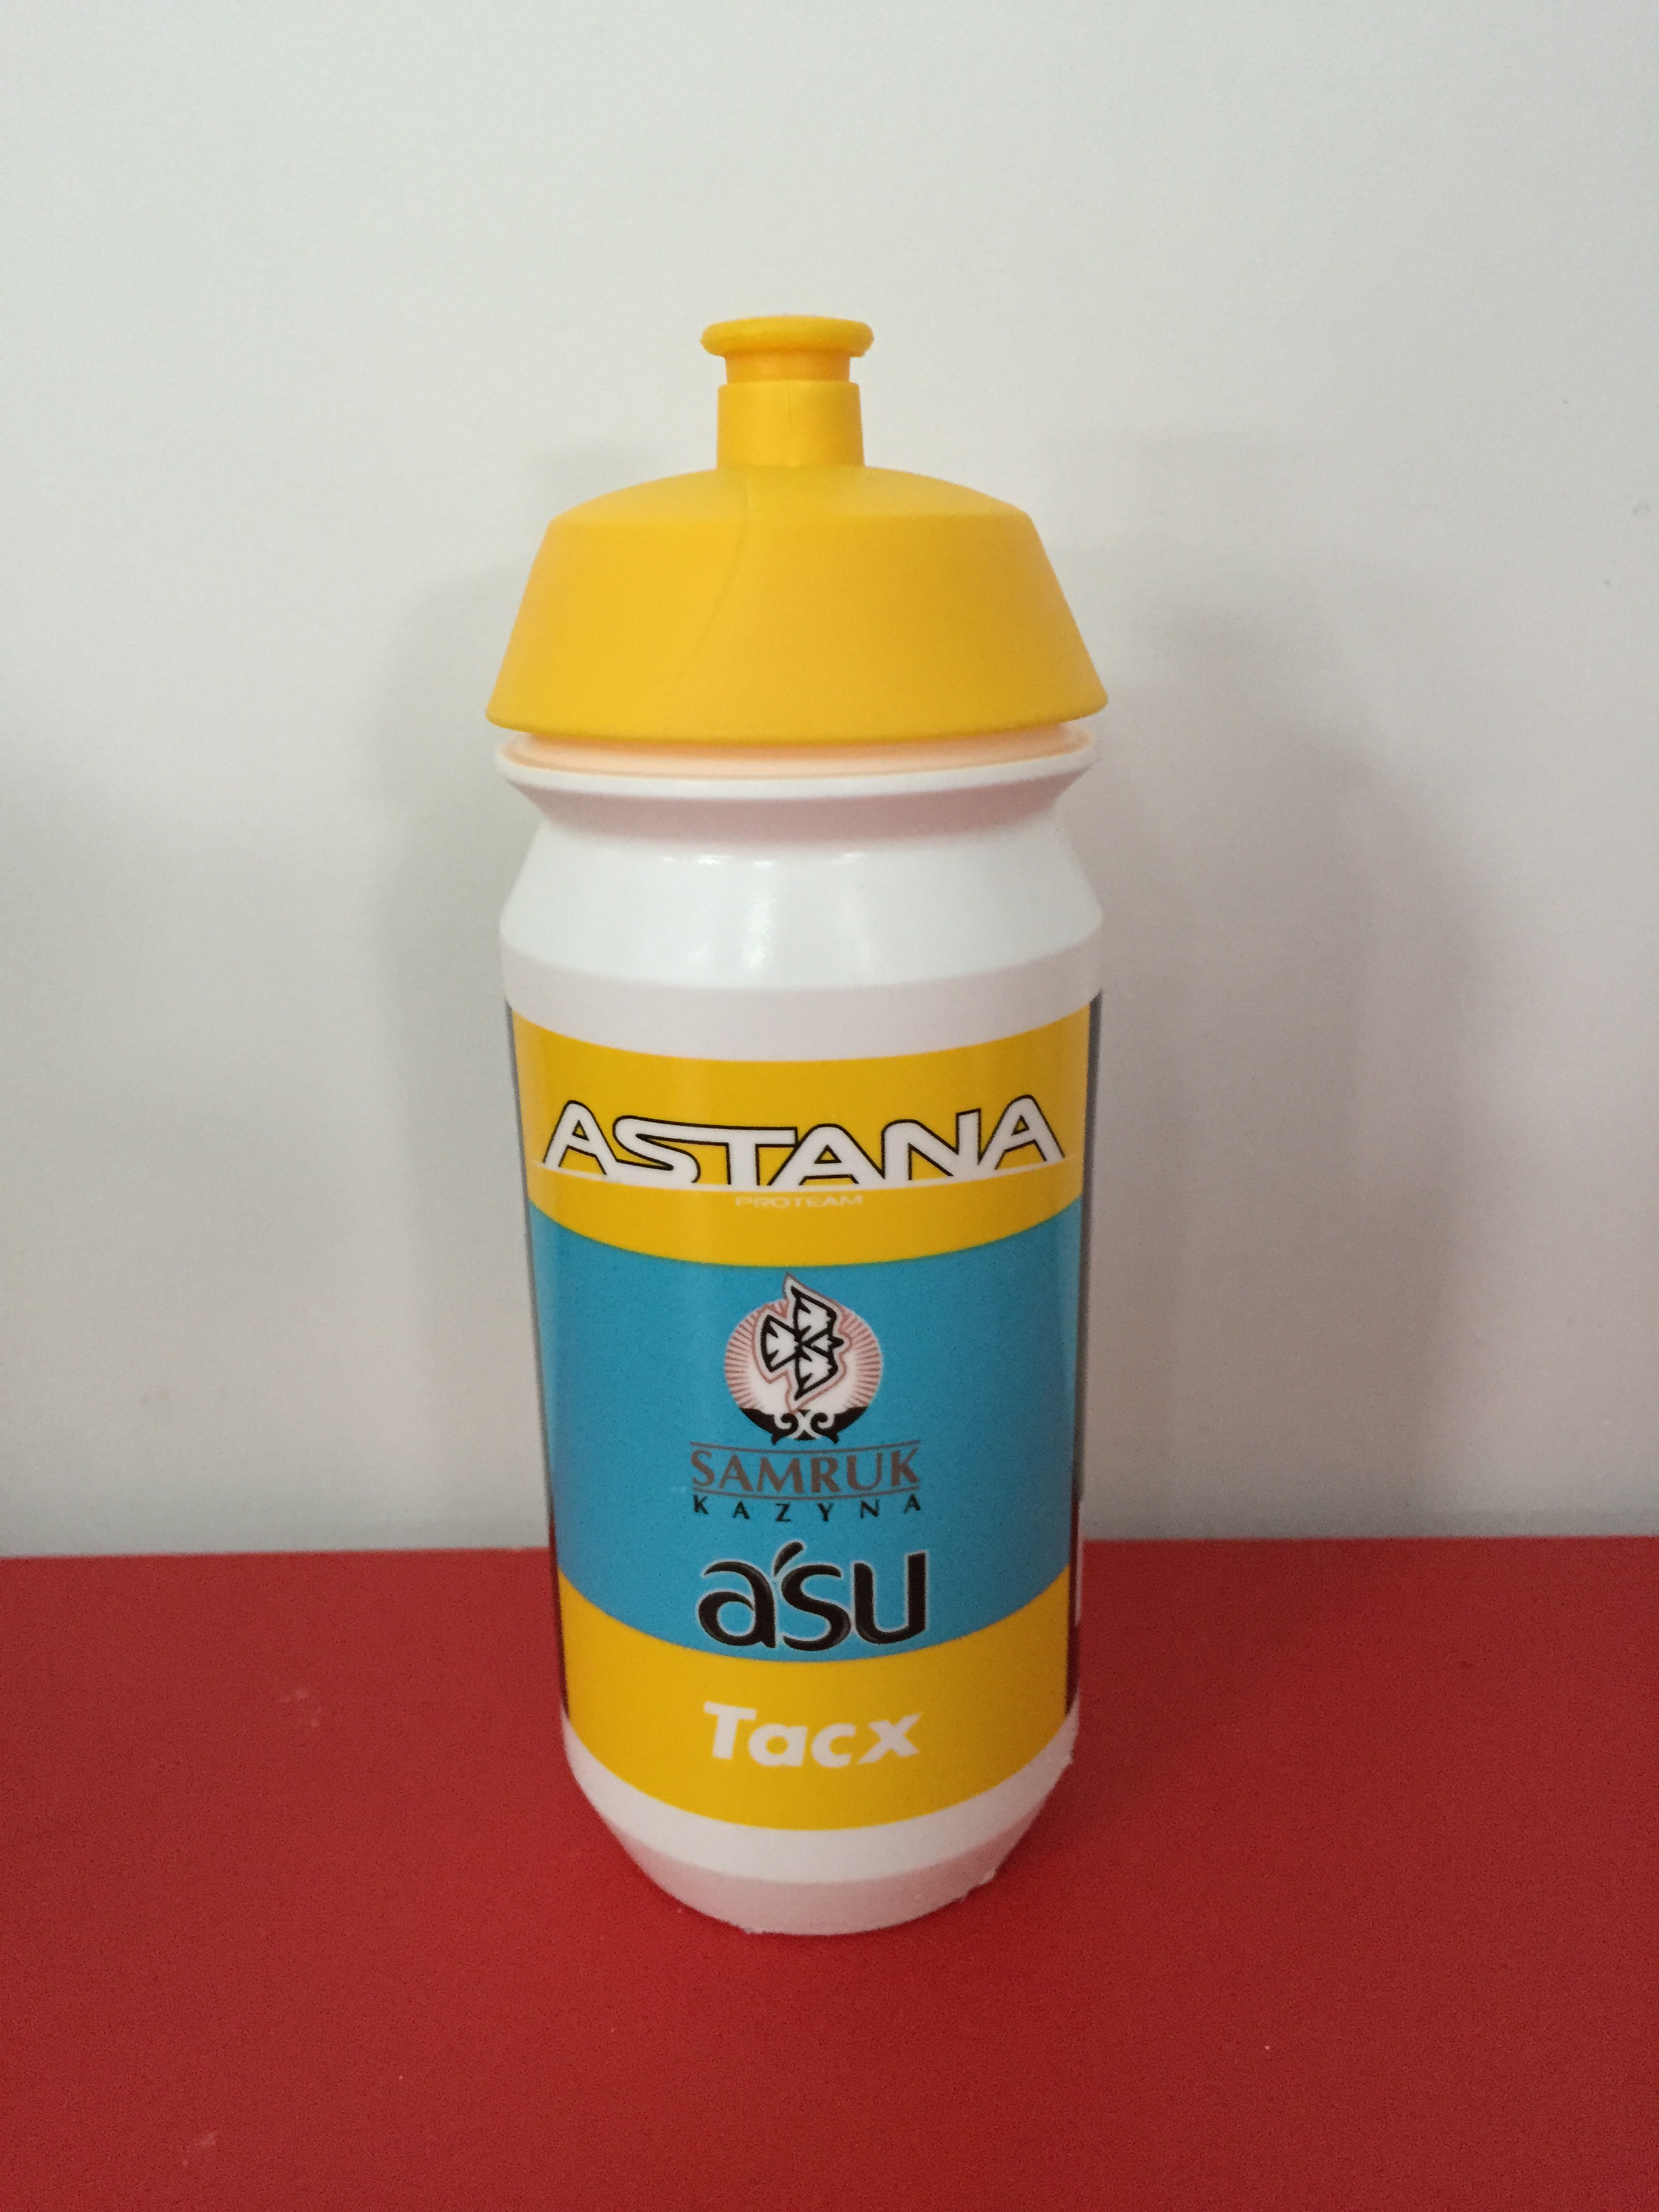 ASTANA
PROTEAM
SAMRUK
KAZYNA
a'su
Tacx